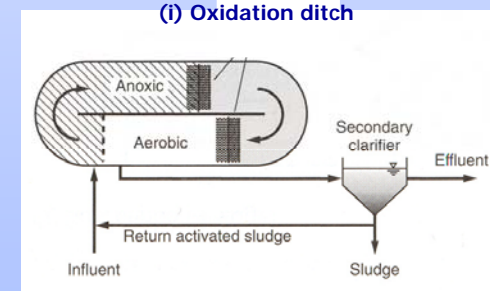 (i) Oxidation ditch
Anoxic
Aerobic
Secondary
clarifier
Effluent
Return activated sludge
Influent
Sludge